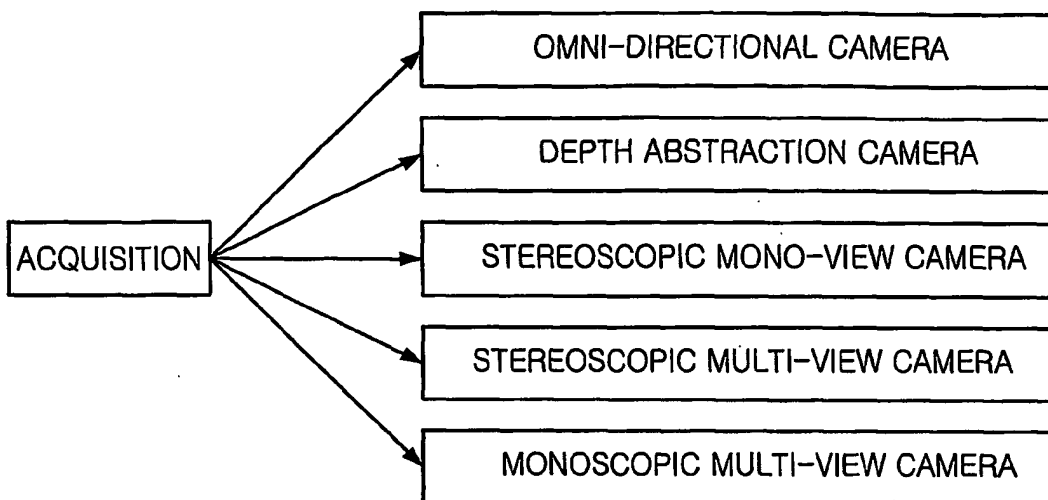 OMNI-DIRECTIONAL CAMERA
DEPTH ABSTRACTION CAMERA
ACQUISITION
STEREOSCOPIC MONO-VIEW CAMERA
STEREOSCOPIC MULTI-VIEW CAMERA
MONOSCOPIC MULTI-VIEW CAMERA